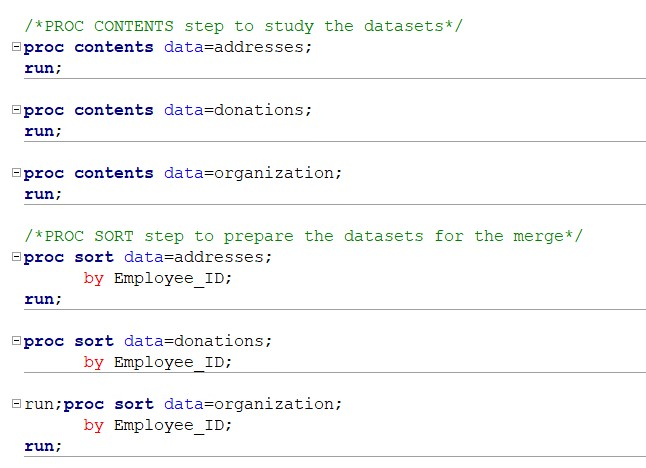 /*PROC CONTENTS step to study the datasets*/
proc contents data=addresses;
run;
proc contents data=donations;
run;
proc contents data=organization;
run;
/*PROC SORT step to prepare the datasets for the merge*/
proc sort data=addresses;
by Employee_ID;
run;
proc sort data=donations;
by Employee_ID;
run;proc sort data=organization;
by Employee_ID;
run;